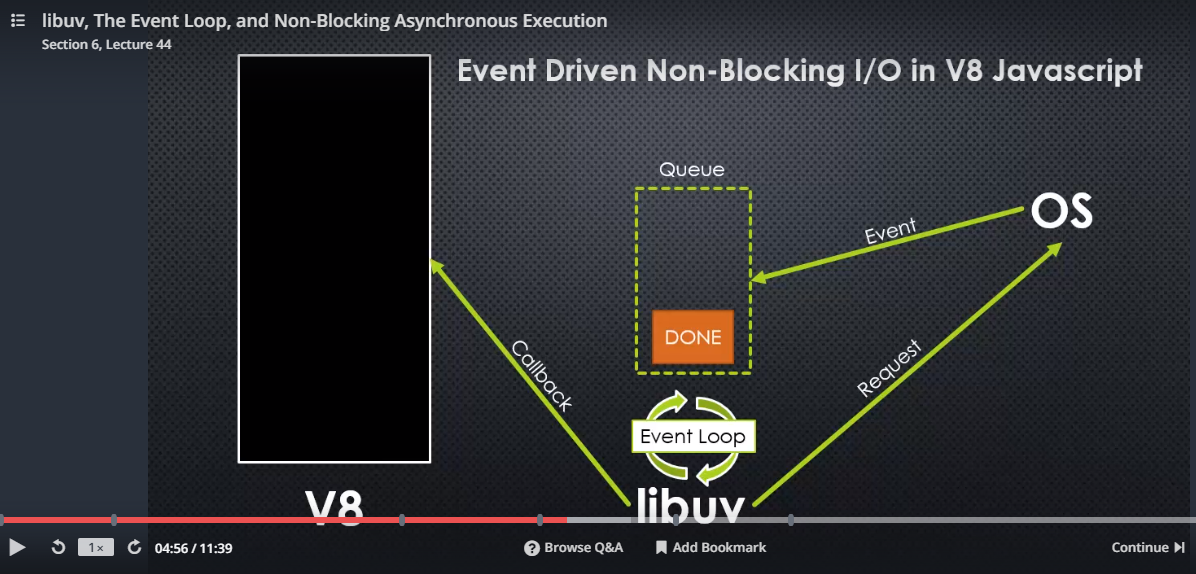 libuv, The Event Loop, and Non-Blocking Asynchronous Execution
Section 6, Lecture 44
Event Driven Non-Blocking I/O in V8 Javascript
Queue
OS
Event
DONE
Callback
Request
Event Loop
V8
libuv
1x
04:56 / 11:39
? Browse Q&A
Add Bookmark
Continue